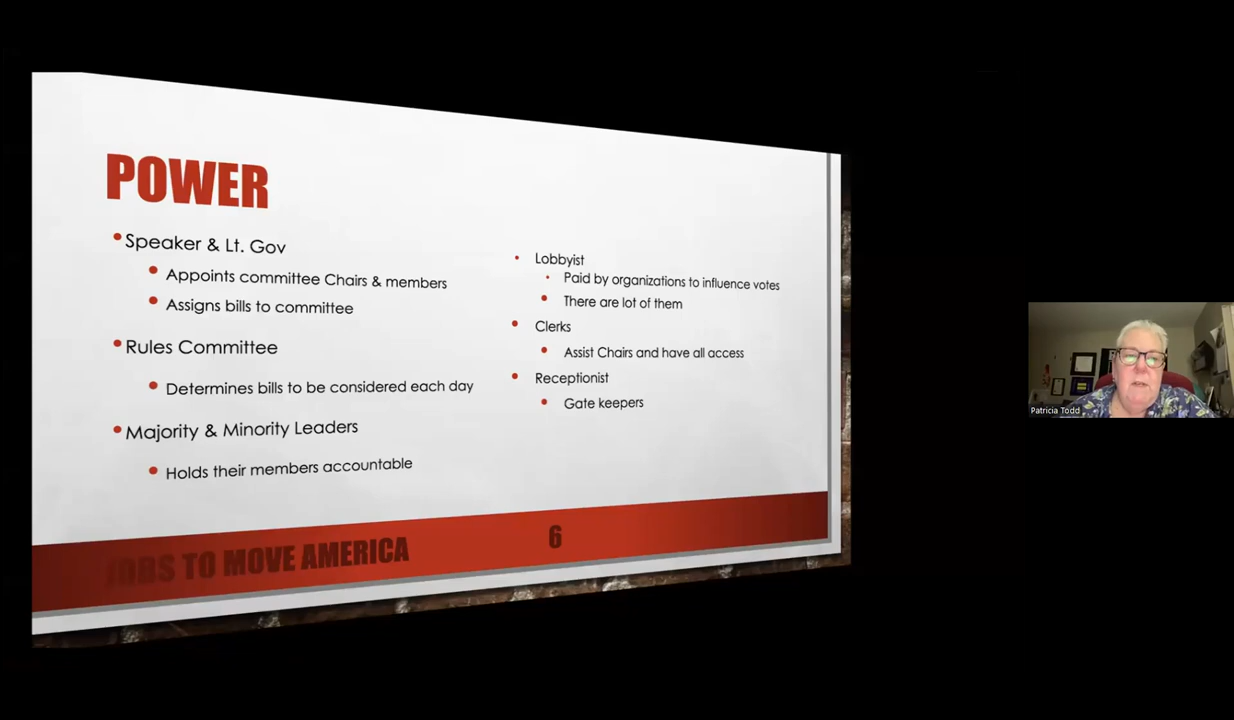 POWER
Speaker & Lt. Gov
Appoints committee Chairs & members
Assigns bills to committee
Rules Committee
Determines bills to be considered each day
Majority & Minority Leaders
Holds their members accountable
Lobbyist
Paid by organizations to influence votes
There are lot of them
Clerks
Assist Chairs and have all access
Receptionist
Gate keepers
JOBS TO MOVE AMERICA
6
Patricia Todd